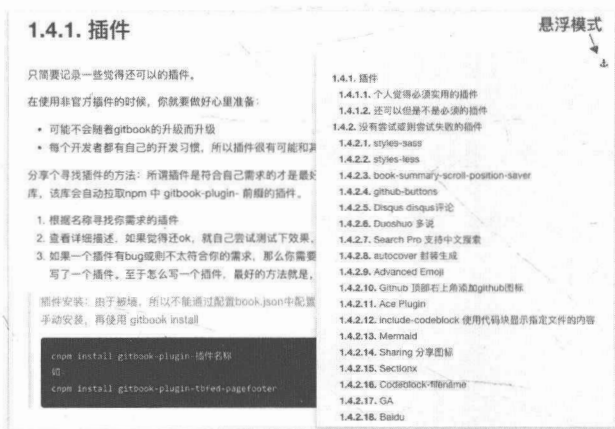 1.4.1. 插件
悬浮模式
只简要记录一些觉得还可以的插件。
在使用非官方插件的时候，你就要做好心里准备：
• 可能不会随着gitbook的升级而升级
• 每个开发者都有自己的开发习惯，所以插件很有可能和其
分享个寻找插件的方法：所谓插件是符合自己需求的才是最好
库，该库会自动拉取npm 中 gitbook-plugin- 前缀的插件。
1. 根据名称寻找你需求的插件
2. 查看详细描述，如果觉得还ok，就自己尝试测试下效果，
3. 如果一个插件有bug或则不太符合你的需求，那么你需要
写了一个插件。至于怎么写一个插件，最好的方法就是，
插件安装：由于被墙，所以不能通过配置book.json中配置
手动安装，再使用 gitbook install
cnpm install gitbook-plugin-插件名称
如：
cnpm install gitbook-plugin-tbfed-pagefooter
1.4.1. 插件
1.4.1.1. 个人觉得必须实用的插件
1.4.1.2. 还可以但是不是必须的插件
1.4.2. 没有尝试或则尝试失败的插件
1.4.2.1. styles-sass
1.4.2.2. styles-less
1.4.2.3. book-summary-scroll-position-saver
1.4.2.4. github-buttons
1.4.2.5. Disqus disqus评论
1.4.2.6. Duoshuo 多说
1.4.2.7. Search Pro 支持中文搜索
1.4.2.8. autocover 封装生成
1.4.2.9. Advanced Emoji
1.4.2.10. Github 顶部右上角添加github图标
1.4.2.11. Ace Plugin
1.4.2.12. include-codeblock 使用代码块显示指定文件的内容
1.4.2.13. Mermaid
1.4.2.14. Sharing 分享图标
1.4.2.15. Sectionx
1.4.2.16. Codeblock-filename
1.4.2.17. GA
1.4.2.18. Baidu